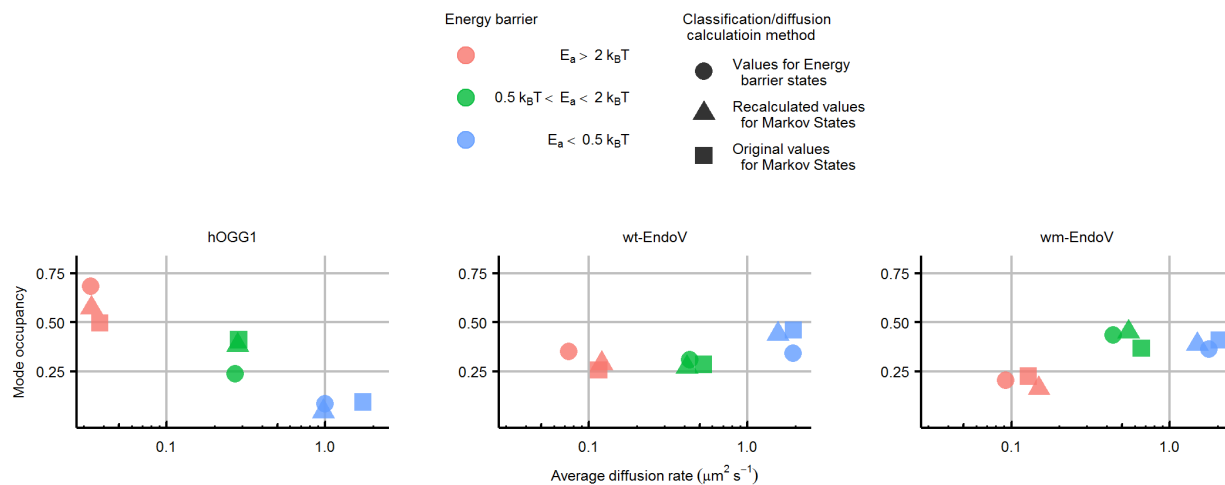 Energy barrier
Eₐ > 2 k_BT
0.5 k_BT < Eₐ < 2 k_BT
Eₐ < 0.5 k_BT
Classification/diffusion
calculatioin method
Values for Energy
barrier states
Recalculated values
for Markov States
Original values
for Markov States
hOGG1
wt-EndoV
wm-EndoV
Mode occupancy
0.75
0.50
0.25
0.1
1.0
0.75
0.50
0.25
0.1
1.0
0.75
0.50
0.25
0.1
1.0
Average diffusion rate (μm² s⁻¹)